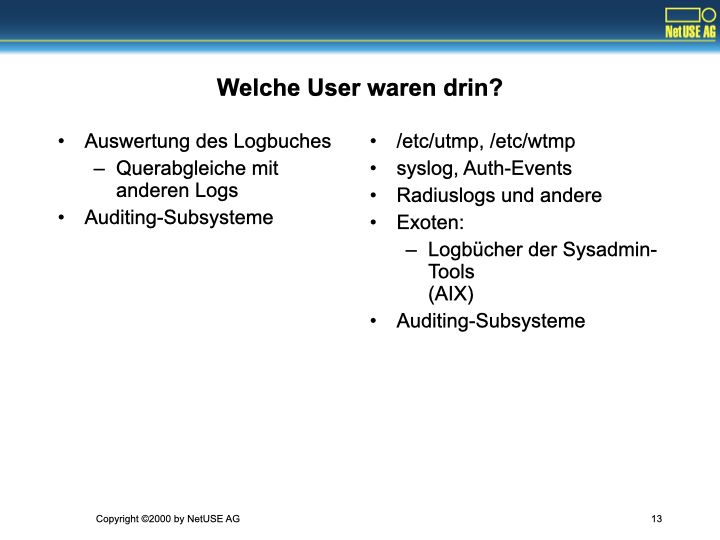 NetUSE AG
Welche User waren drin?
• Auswertung des Logbuches
– Querabgleiche mit
anderen Logs
• Auditing-Subsysteme
• /etc/utmp, /etc/wtmp
• syslog, Auth-Events
• Radiuslogs und andere
• Exoten:
– Logbücher der Sysadmin-
Tools
(AIX)
• Auditing-Subsysteme
Copyright ©2000 by NetUSE AG
13